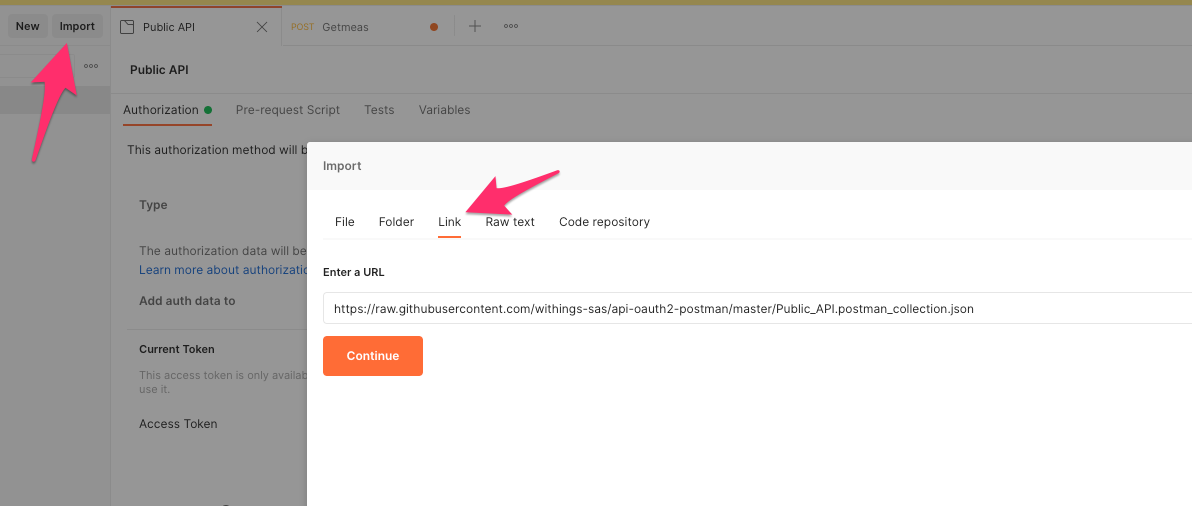 New Import Public API POST Getmeas
Public API
Authorization Pre-request Script Tests Variables
This authorization method will b
Import
Type
File Folder Link Raw text Code repository
The authorization data will be
Learn more about authorizatio
Enter a URL
Add auth data to
https://raw.githubusercontent.com/withings-sas/api-oauth2-postman/master/Public_API.postman_collection.json
Current Token
Continue
This access token is only availab
use it.
Access Token